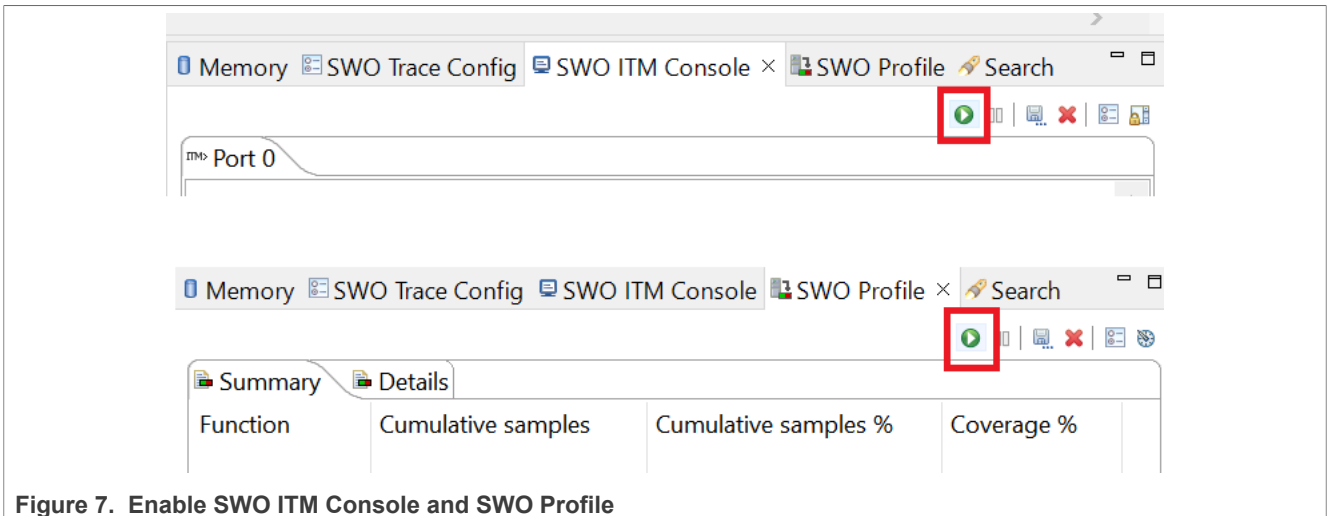 Memory SWO Trace Config SWO ITM Console × SWO Profile Search
ITM> Port 0
Memory SWO Trace Config SWO ITM Console SWO Profile × Search
Summary Details
Function Cumulative samples Cumulative samples % Coverage %
Figure 7. Enable SWO ITM Console and SWO Profile